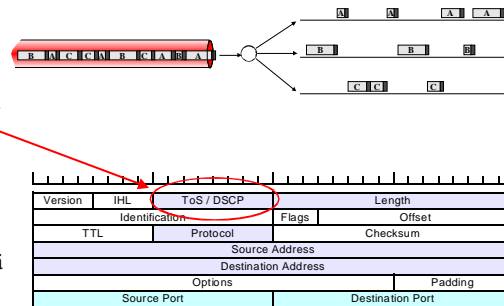 A A A A
B A C C A B C A B A
B B B
C C C
Version IHL ToS / DSCP Length
Identification Flags Offset
TTL Protocol Checksum
Source Address
Destination Address
Options Padding
Source Port Destination Port